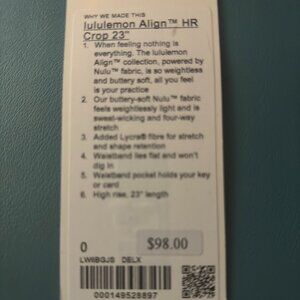 WHY WE MADE THIS
lululemon Align™ HR
Crop 23"
1. When feeling nothing is
everything. The lululemon
Align™ collection, powered by
Nulu™ fabric, is so weightless
and buttery soft, all you feel
is your practice
2. Our buttery-soft Nulu™ fabric
feels weightlessly light and is
sweat-wicking and four-way
stretch
3. Added Lycra® fibre for stretch
and shape retention
4. Waistband lies flat and won't
dig in
5. Waistband pocket holds your key
or card
6. High rise, 23" length
0 $98.00
LW6BGJS DELX
000149528897